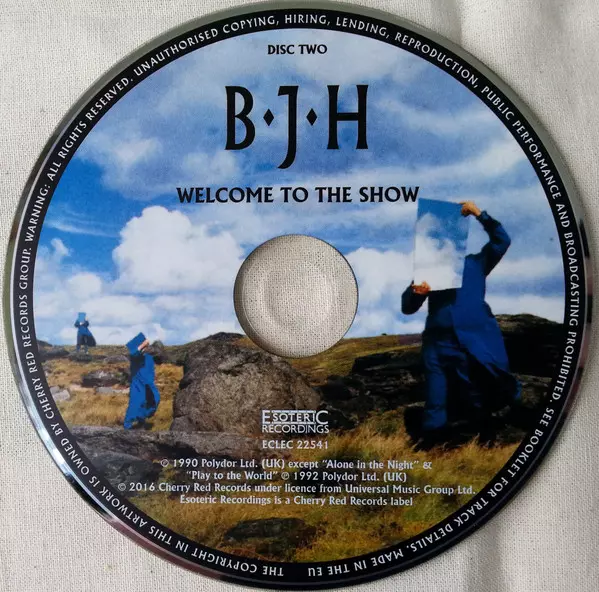 DISC TWO
B·J·H
WELCOME TO THE SHOW
ESOTERIC
RECORDINGS
ECLEC 22541
℗ 1990 Polydor Ltd. (UK) except "Alone in the Night" &
"Play to the World" ℗ 1992 Polydor Ltd. (UK)
© 2016 Cherry Red Records under licence from Universal Music Group Ltd.
Esoteric Recordings is a Cherry Red Records label
THE COPYRIGHT IN THIS ARTWORK IS OWNED BY CHERRY RED RECORDS GROUP. WARNING: ALL RIGHTS RESERVED. UNAUTHORISED COPYING, HIRING, LENDING, REPRODUCTION, PUBLIC PERFORMANCE AND BROADCASTING PROHIBITED. SEE BOOKLET FOR TRACK DETAILS. MADE IN THE EU